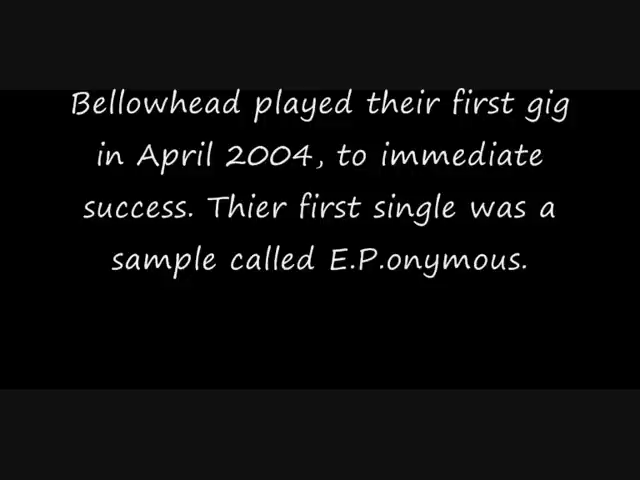 Bellowhead played their first gig
in April 2004, to immediate
success. Thier first single was a
sample called E.P.onymous.